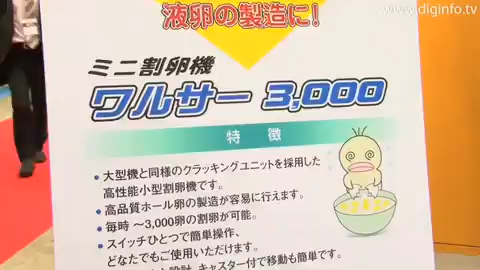 www.diginfo.tv
液卵の製造に!
ミニ割卵機
ワルサー 3,000
特 徴
• 大型機と同様のクラッキングユニットを採用した
高性能小型割卵機です。
• 高品質ホール卵の製造が容易に行えます。
• 毎時 〜3,000卵の割卵が可能。
• スイッチひとつで簡単操作、
どなたでもご使用いただけます。
設計、キャスター付で移動も簡単です。